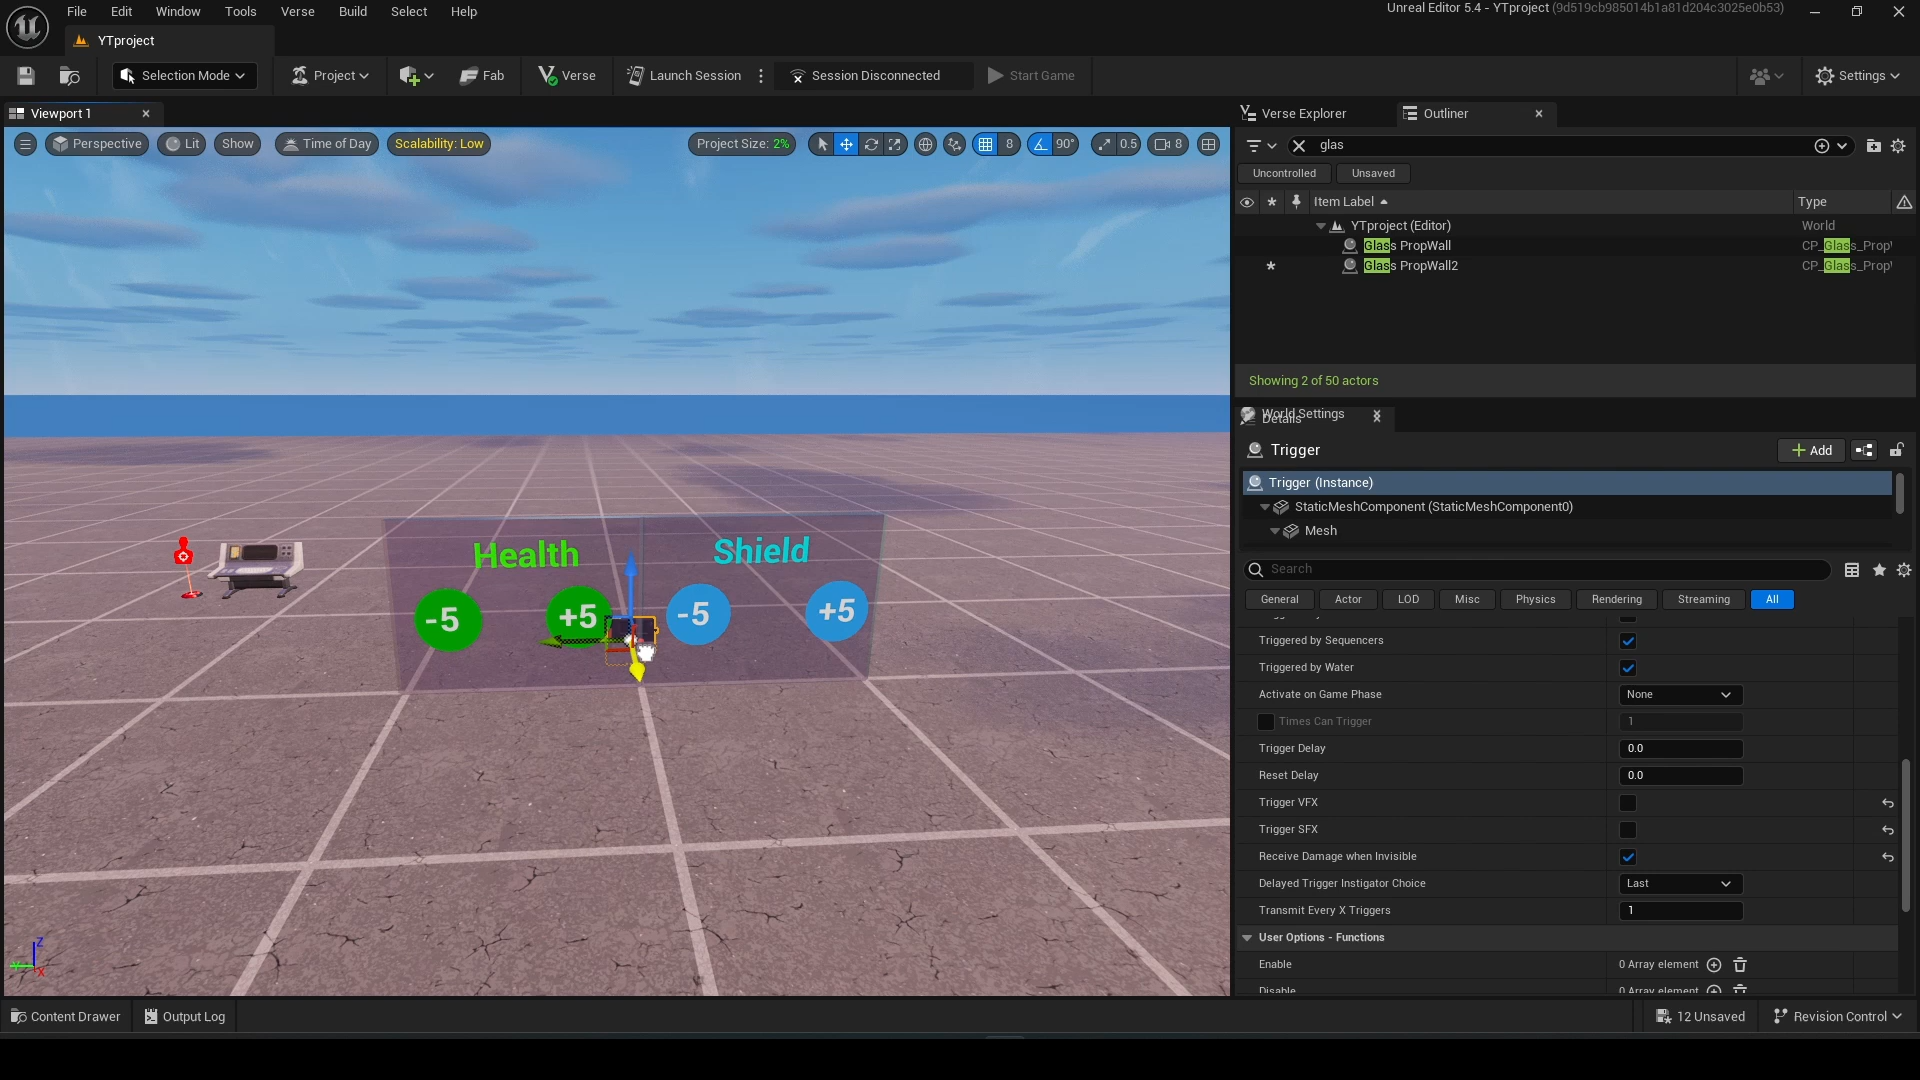 File Edit Window Tools Verse Build Select Help
Unreal Editor 5.4 - YTproject (9d519cb985014b1a81d204c3025e0b53)
YTproject
Selection Mode Project Fab Verse Launch Session Session Disconnected Start Game Settings
Viewport 1
Verse Explorer Outliner
Perspective Lit Show Time of Day Scalability: Low Project Size: 2% 8 90° 0.5 8
glas
Uncontrolled Unsaved
Item Label Type
YTproject (Editor) World
Glass PropWall CP_Glass_Prop
* Glass PropWall2 CP_Glass_Prop
Showing 2 of 50 actors
World Settings
Details
Trigger Add
Trigger (Instance)
StaticMeshComponent (StaticMeshComponent0)
Mesh
Search
General Actor LOD Misc Physics Rendering Streaming All
Triggered by Sequencers
Triggered by Water
Activate on Game Phase None
Times Can Trigger 1
Trigger Delay 0.0
Reset Delay 0.0
Trigger VFX
Trigger SFX
Receive Damage when Invisible
Delayed Trigger Instigator Choice Last
Transmit Every X Triggers 1
User Options - Functions
Enable 0 Array element
Disable 0 Array element
Health Shield
-5 +5 -5 +5
Z
Y X
Content Drawer Output Log 12 Unsaved Revision Control